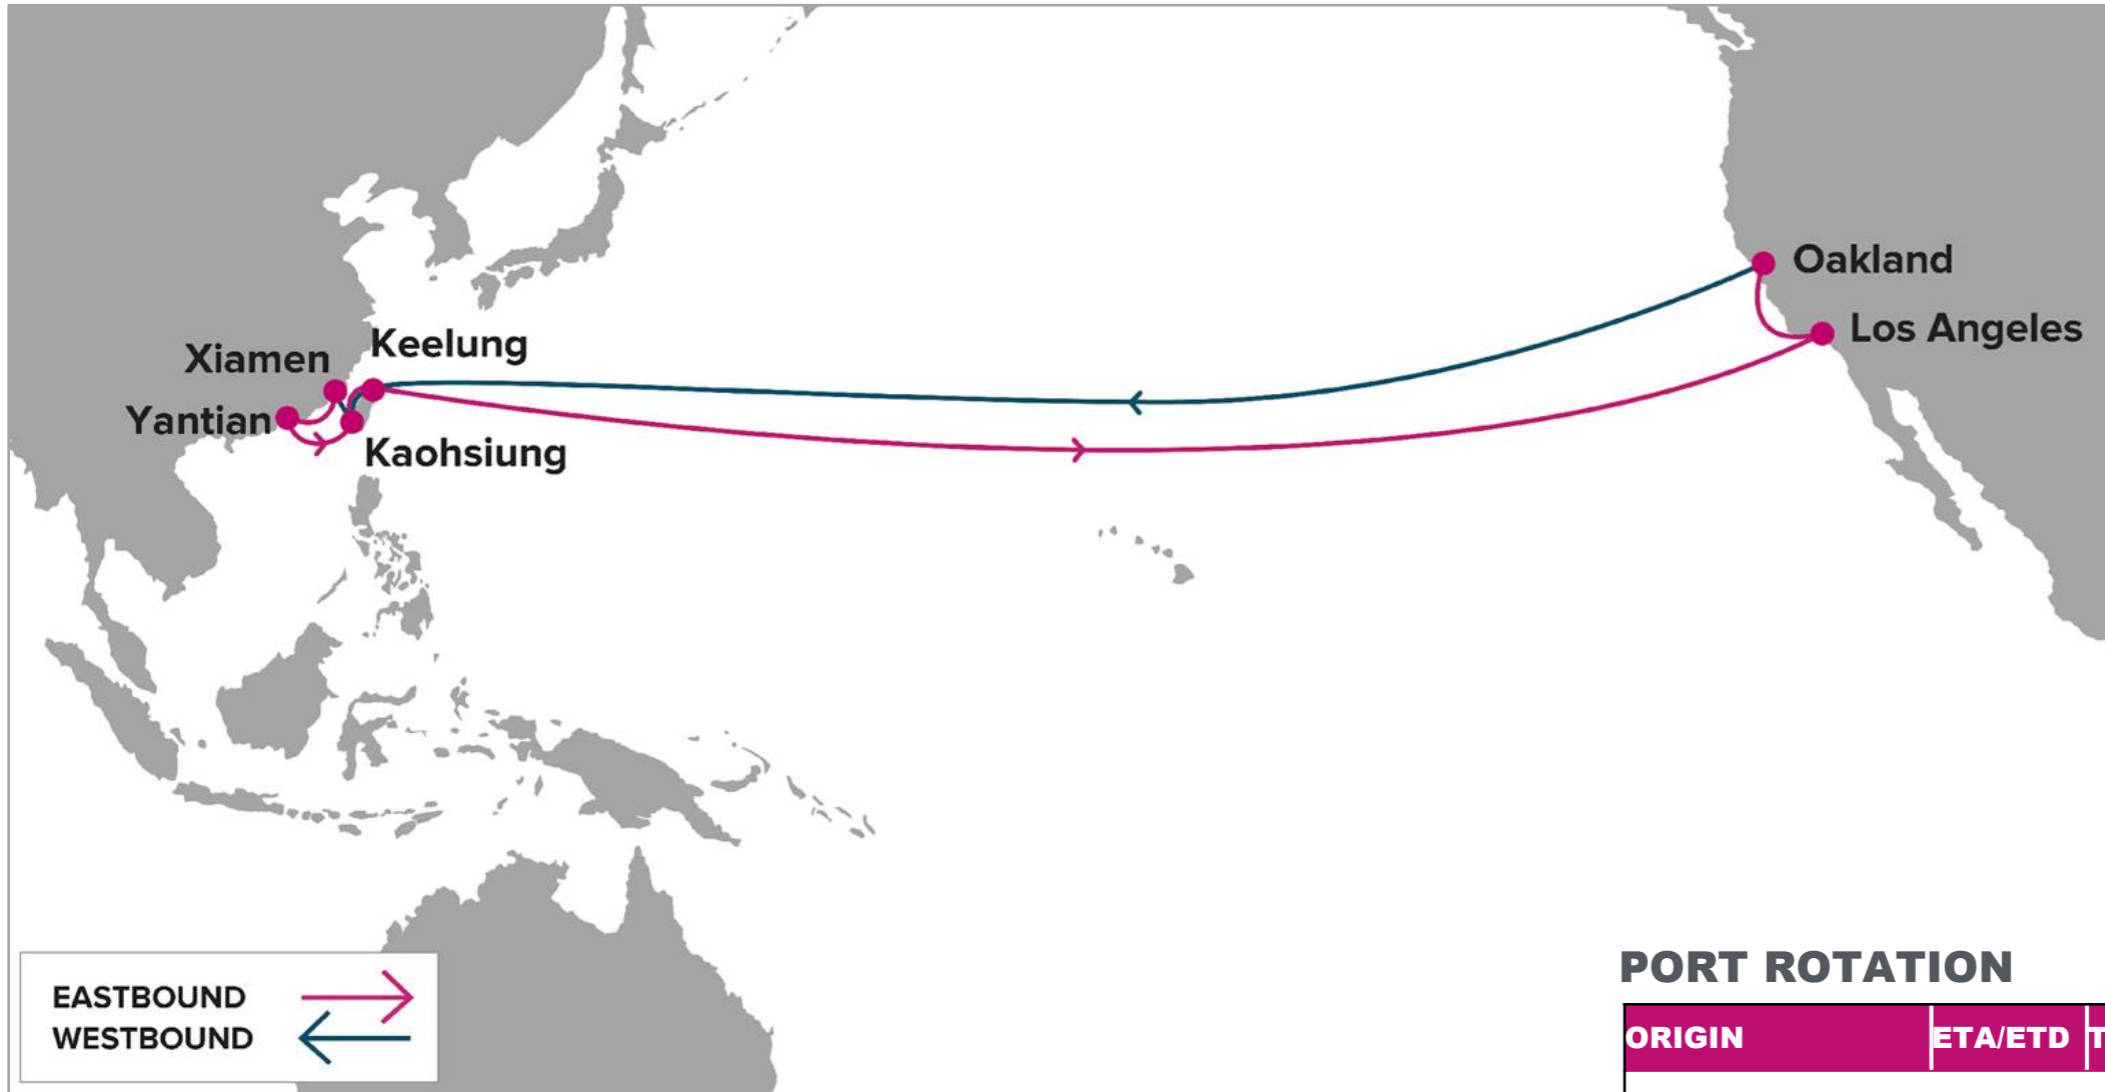 Oakland
Los Angeles
Keelung
Xiamen
Yantian
Kaohsiung
EASTBOUND
WESTBOUND
PORT ROTATION
ORIGIN ETA/ETD